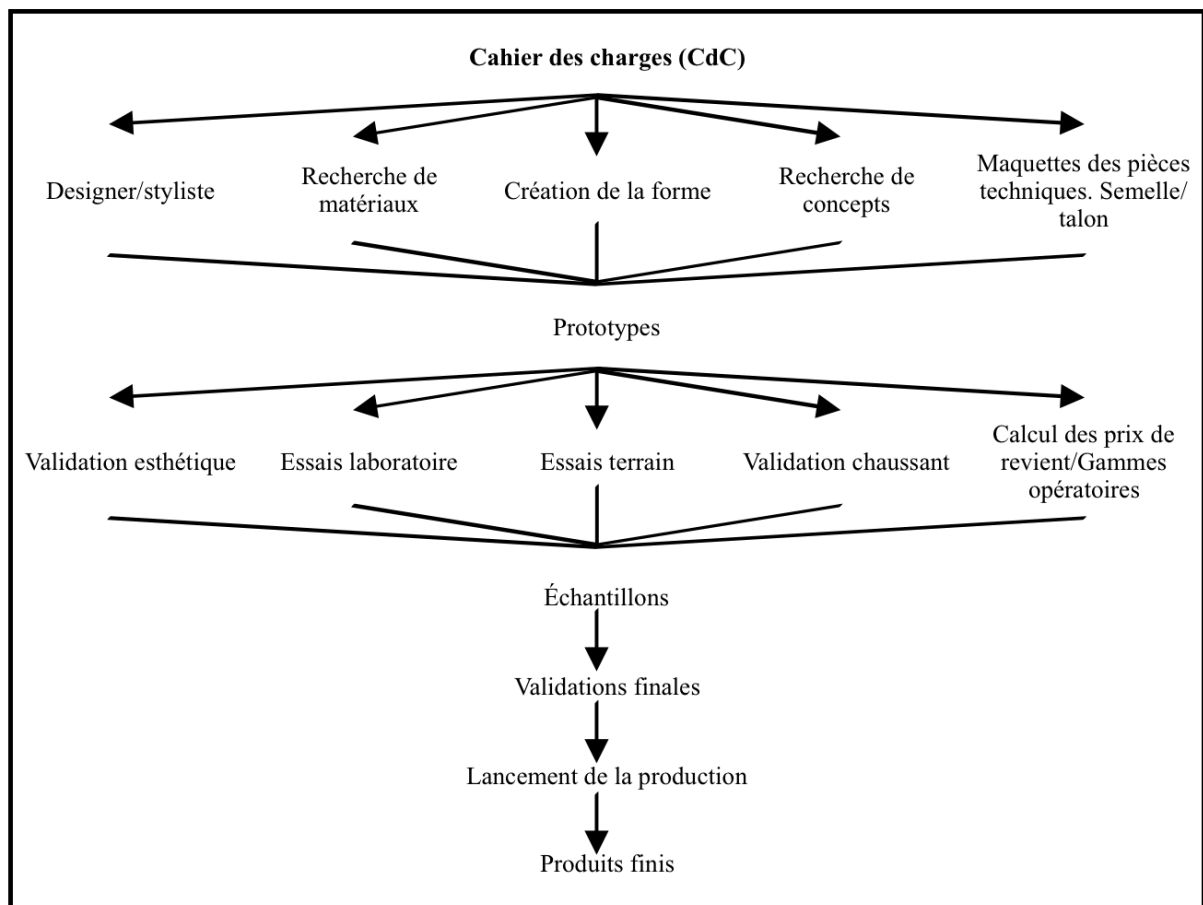 Cahier des charges (CdC)
Designer/styliste
Recherche de
matériaux
Création de la forme
Recherche de
concepts
Maquettes des pièces
techniques. Semelle/
talon
Prototypes
Validation esthétique
Essais laboratoire
Essais terrain
Validation chaussant
Calcul des prix de
revient/Gammes
opératoires
Échantillons
Validations finales
Lancement de la production
Produits finis